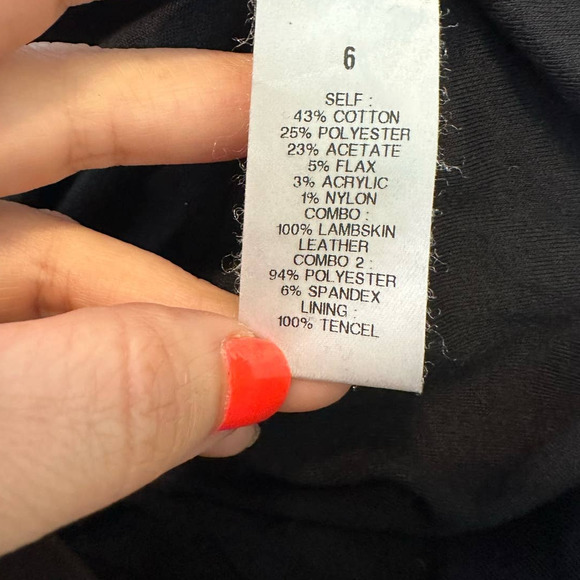 6
SELF :
43% COTTON
25% POLYESTER
23% ACETATE
5% FLAX
3% ACRYLIC
1% NYLON
COMBO :
100% LAMBSKIN
LEATHER
COMBO 2 :
94% POLYESTER
6% SPANDEX
LINING :
100% TENCEL